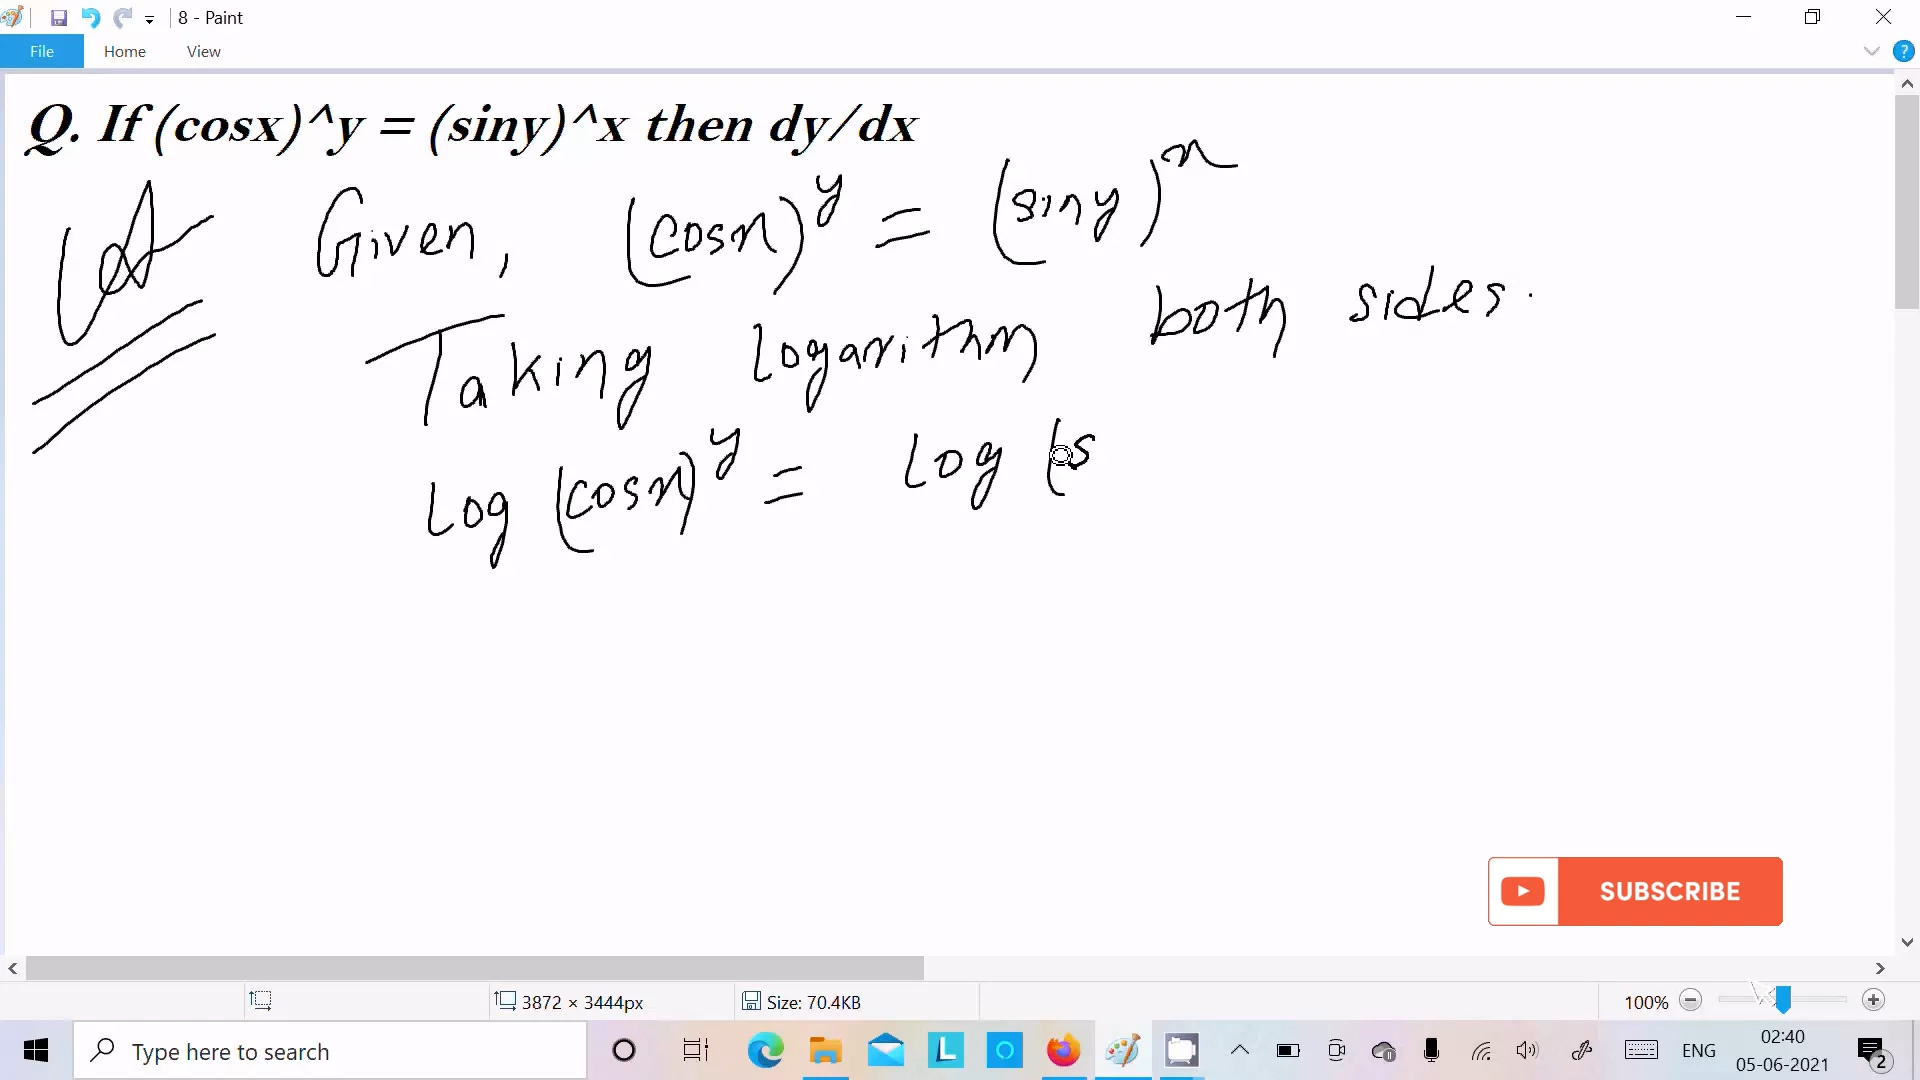 8 - Paint
File Home View
Q. If (cosx)^y = (siny)^x then dy/dx
Given, (cosx)^y = (siny)^x
Taking Logarithm both sides.
Log (cosx)^y = Log (s
SUBSCRIBE
3872 × 3444px Size: 70.4KB 100%
Type here to search
ENG
02:40
05-06-2021
2